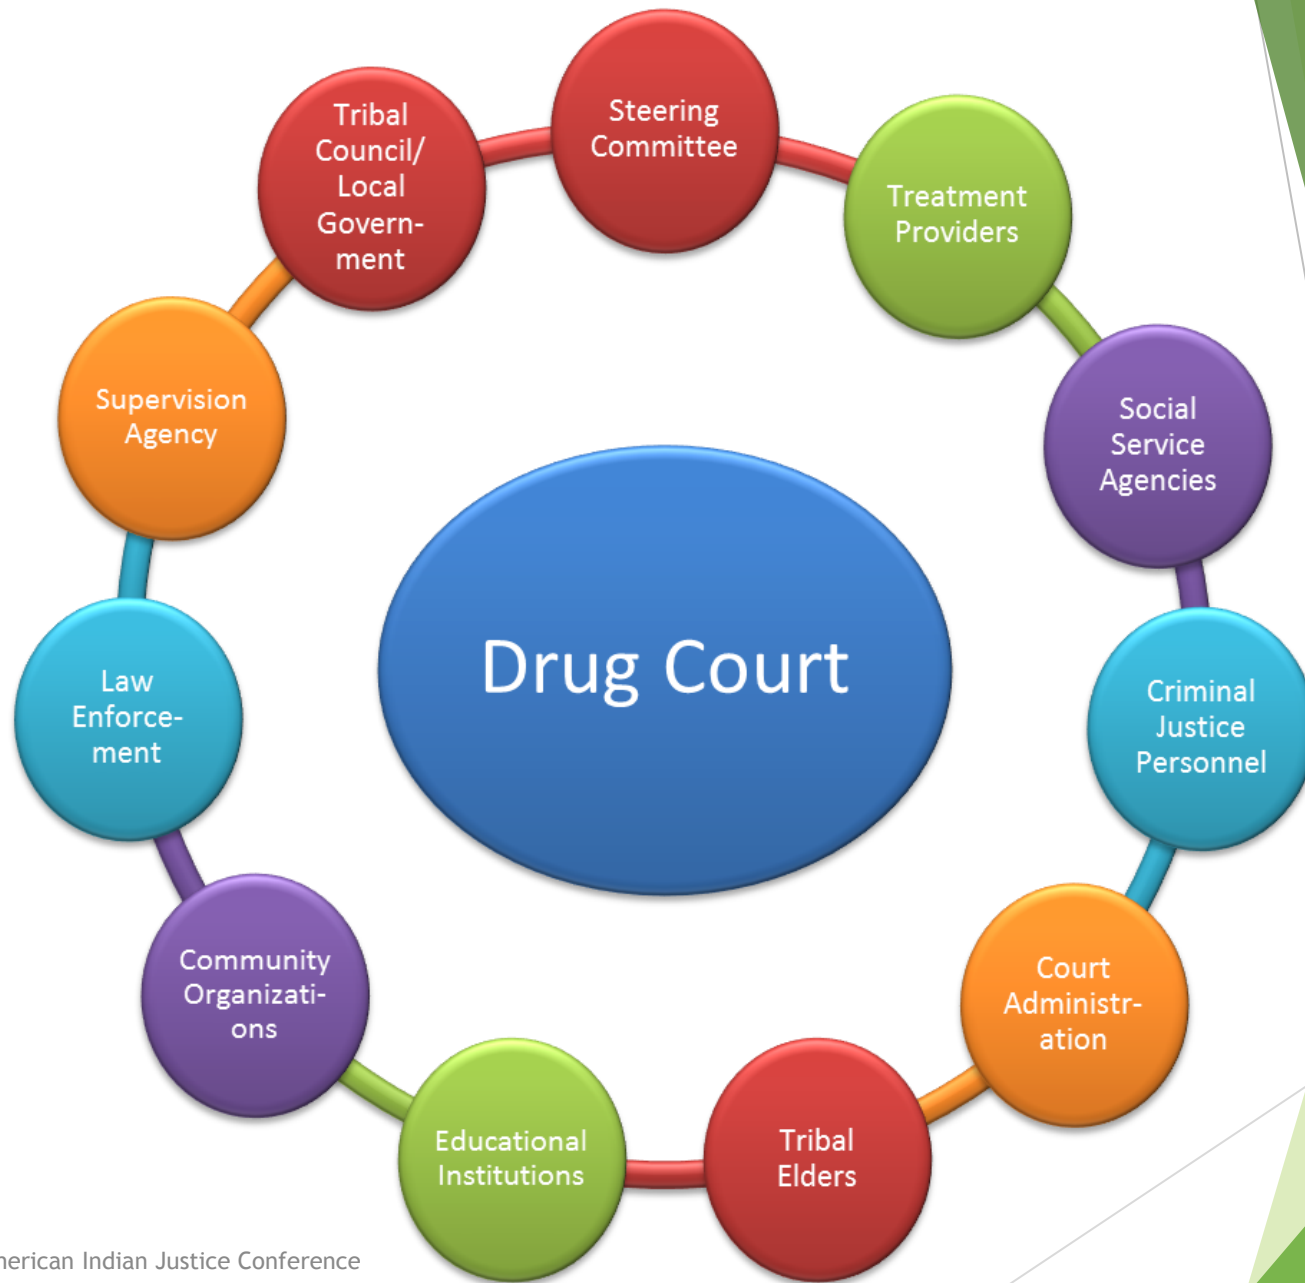 Steering
Committee
Treatment
Providers
Social
Service
Agencies
Criminal
Justice
Personnel
Court
Administr-
ation
Tribal
Elders
Educational
Institutions
Community
Organizati-
ons
Law
Enforce-
ment
Supervision
Agency
Tribal
Council/
Local
Govern-
ment
Drug Court
Indian Justice Conference